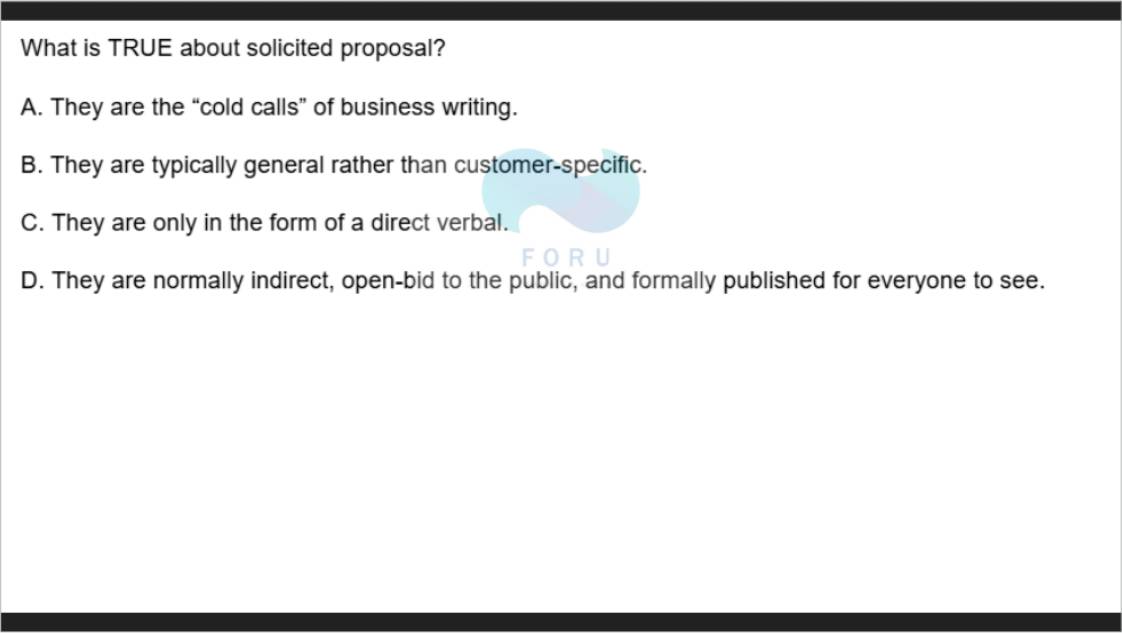 What is TRUE about solicited proposal?
A. They are the “cold calls” of business writing.
B. They are typically general rather than customer-specific.
C. They are only in the form of a direct verbal.
FORU
D. They are normally indirect, open-bid to the public, and formally published for everyone to see.